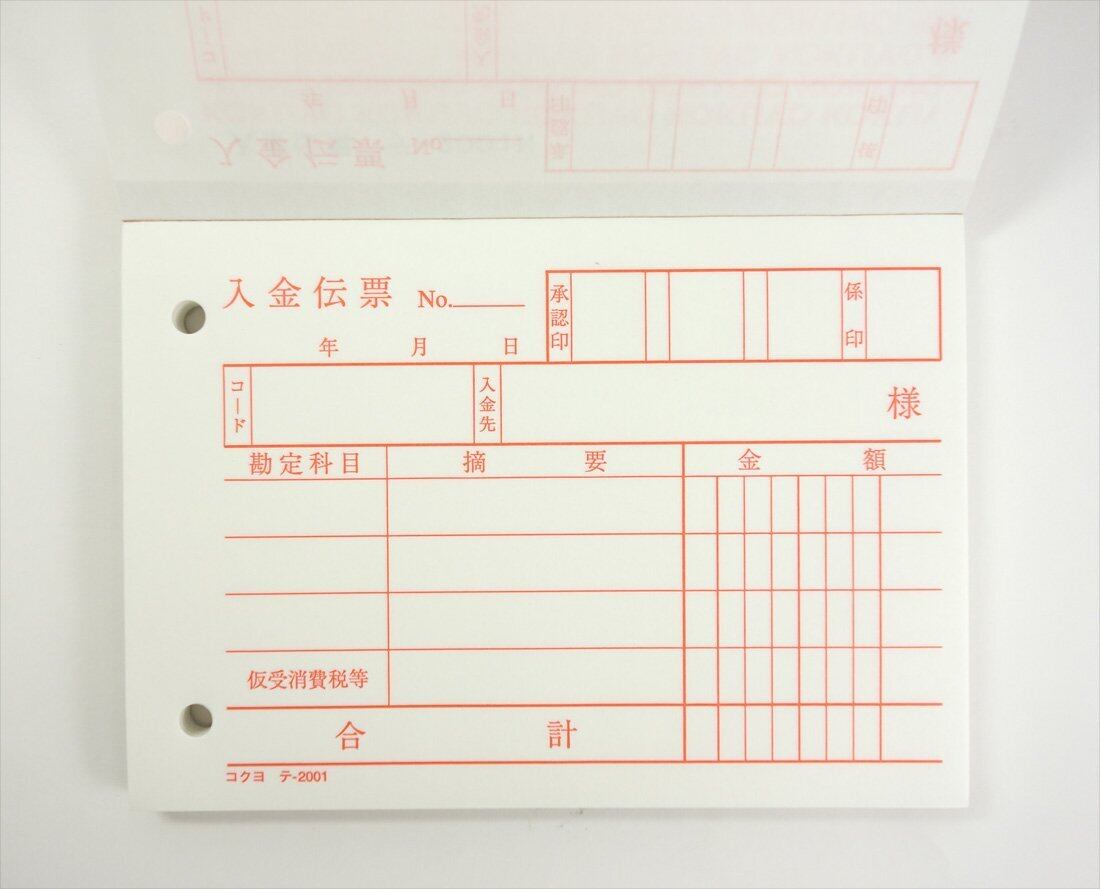 入金伝票 No.
承認印
係印
年 月 日
コード
入金先
様
勘定科目 摘要 金額
仮受消費税等
合計
コクヨ テ-2001